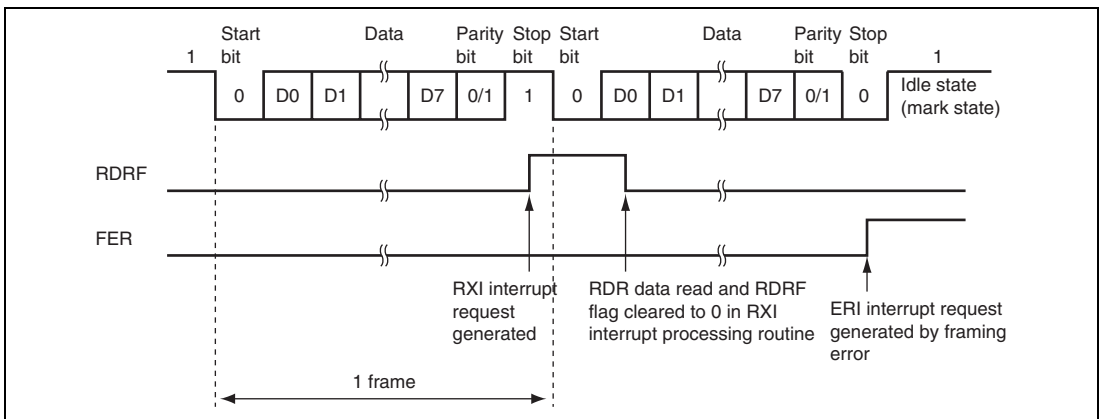 Start Data Parity Stop Start Data Parity Stop
1 bit bit bit bit bit bit 1
0 D0 D1 D7 0/1 1 0 D0 D1 D7 0/1 0 Idle state
(mark state)
RDRF
FER
RXI interrupt
request
generated
RDR data read and RDRF
flag cleared to 0 in RXI
interrupt processing routine
ERI interrupt request
generated by framing
error
1 frame